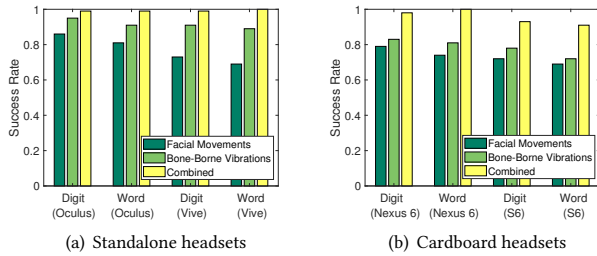 Success Rate
1
0.8
0.6
0.4
0.2
0
Facial Movements
Bone-Borne Vibrations
Combined
Digit Word Digit Word
(Oculus) (Oculus) (Vive) (Vive)
(a) Standalone headsets
Success Rate
1
0.8
0.6
0.4
0.2
0
Facial Movements
Bone-Borne Vibrations
Combined
Digit Word Digit Word
(Nexus 6) (Nexus 6) (S6) (S6)
(b) Cardboard headsets